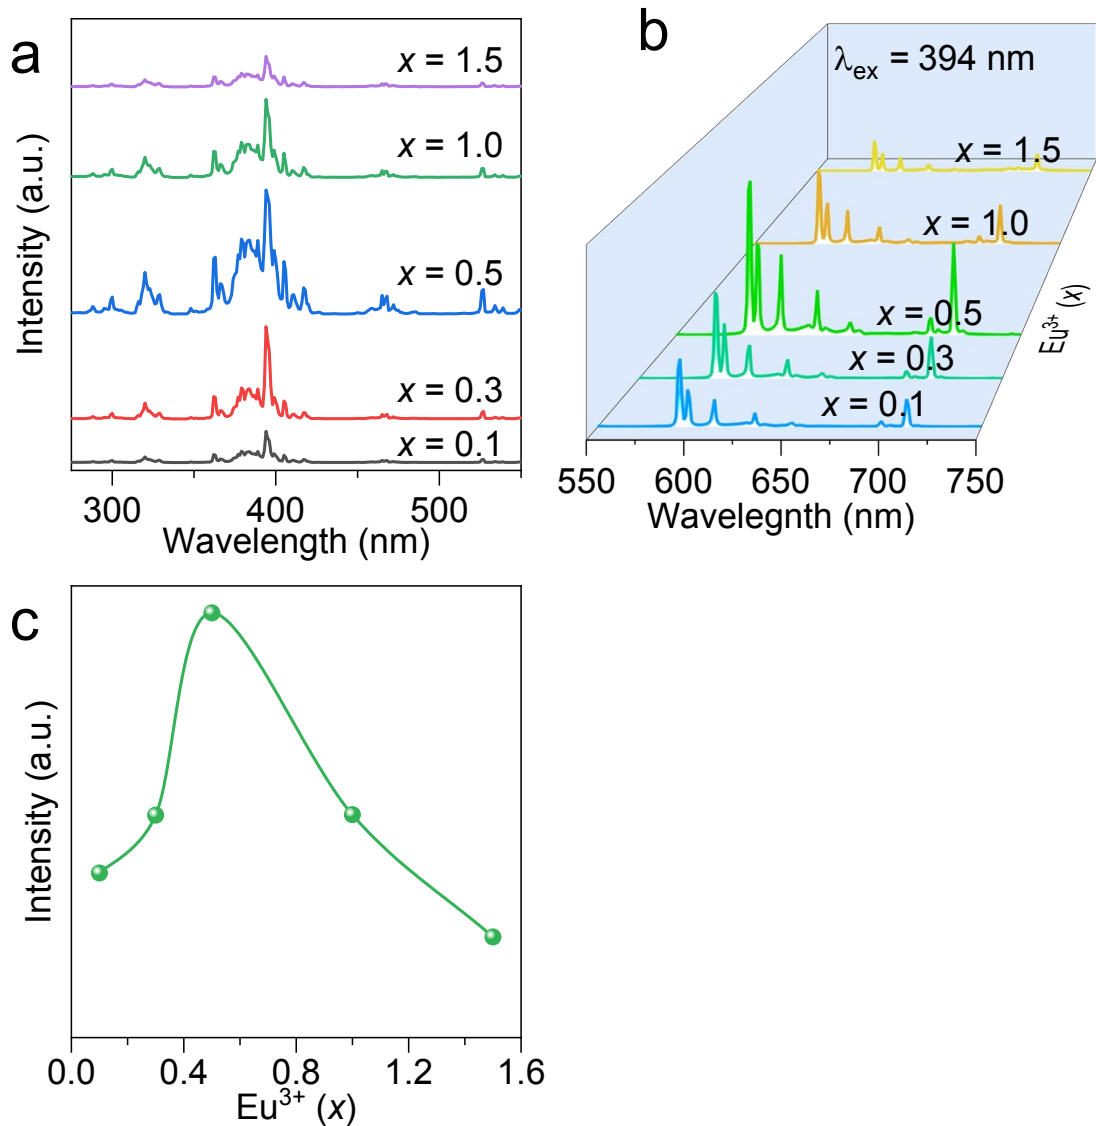 a
x = 1.5
x = 1.0
x = 0.5
x = 0.3
x = 0.1
Intensity (a.u.)
300 400 500
Wavelength (nm)
b
λex = 394 nm
x = 1.5
x = 1.0
x = 0.5
x = 0.3
x = 0.1
Eu³⁺ (x)
550 600 650 700 750
Wavelegnth (nm)
c
Intensity (a.u.)
0.0 0.4 0.8 1.2 1.6
Eu³⁺ (x)